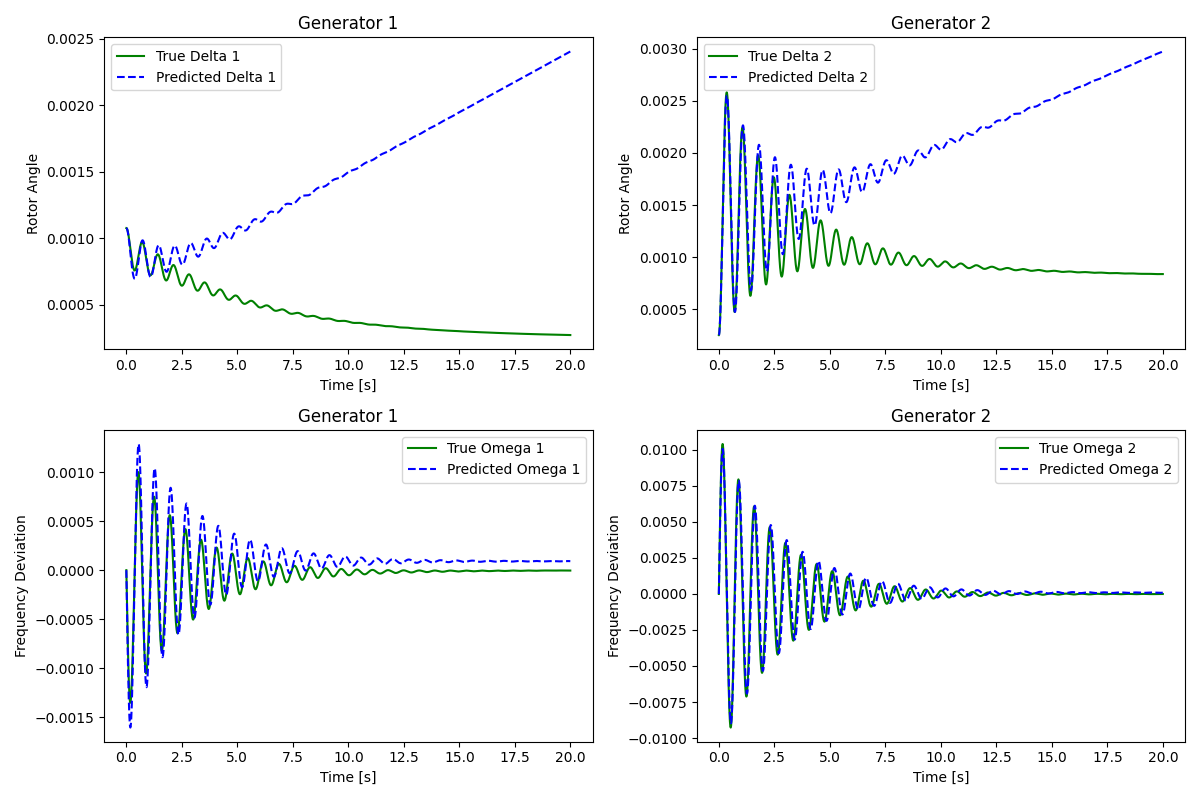 Generator 1
0.0025
0.0020
0.0015
0.0010
0.0005
Rotor Angle
True Delta 1
Predicted Delta 1
0.0 2.5 5.0 7.5 10.0 12.5 15.0 17.5 20.0
Time [s]
Generator 2
0.0030
0.0025
0.0020
0.0015
0.0010
0.0005
Rotor Angle
True Delta 2
Predicted Delta 2
0.0 2.5 5.0 7.5 10.0 12.5 15.0 17.5 20.0
Time [s]
Generator 1
0.0010
0.0005
0.0000
−0.0005
−0.0010
−0.0015
Frequency Deviation
True Omega 1
Predicted Omega 1
0.0 2.5 5.0 7.5 10.0 12.5 15.0 17.5 20.0
Time [s]
Generator 2
0.0100
0.0075
0.0050
0.0025
0.0000
−0.0025
−0.0050
−0.0075
−0.0100
Frequency Deviation
True Omega 2
Predicted Omega 2
0.0 2.5 5.0 7.5 10.0 12.5 15.0 17.5 20.0
Time [s]